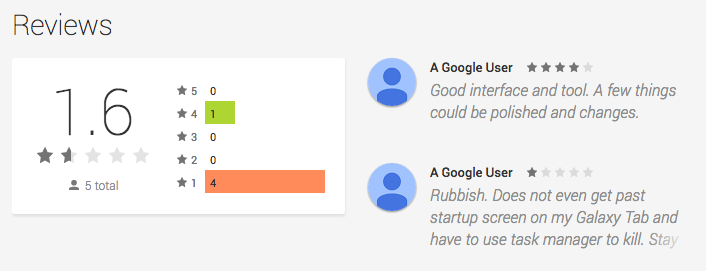 Reviews
1.6
5 total
5 0
4 1
3 0
2 0
1 4
A Google User
Good interface and tool. A few things
could be polished and changes.
A Google User
Rubbish. Does not even get past
startup screen on my Galaxy Tab and
have to use task manager to kill. Stay